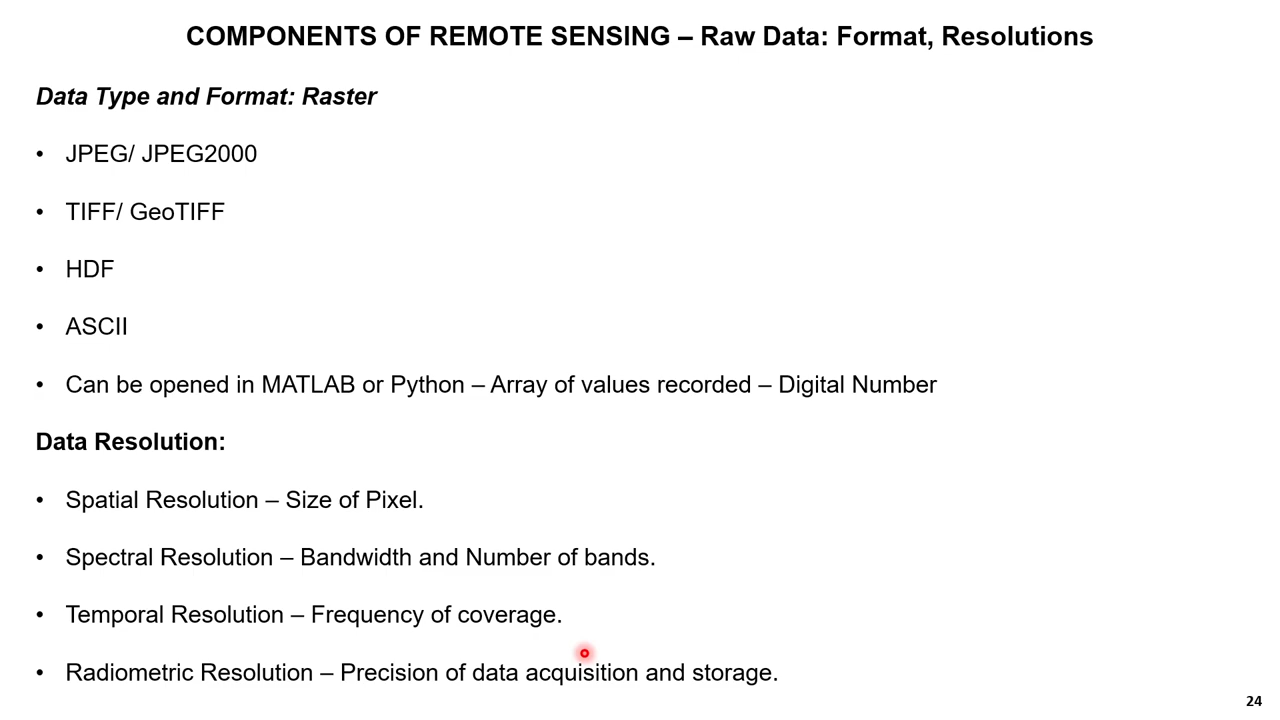 COMPONENTS OF REMOTE SENSING – Raw Data: Format, Resolutions
Data Type and Format: Raster
• JPEG/ JPEG2000
• TIFF/ GeoTIFF
• HDF
• ASCII
• Can be opened in MATLAB or Python – Array of values recorded – Digital Number
Data Resolution:
• Spatial Resolution – Size of Pixel.
• Spectral Resolution – Bandwidth and Number of bands.
• Temporal Resolution – Frequency of coverage.
• Radiometric Resolution – Precision of data acquisition and storage.
24